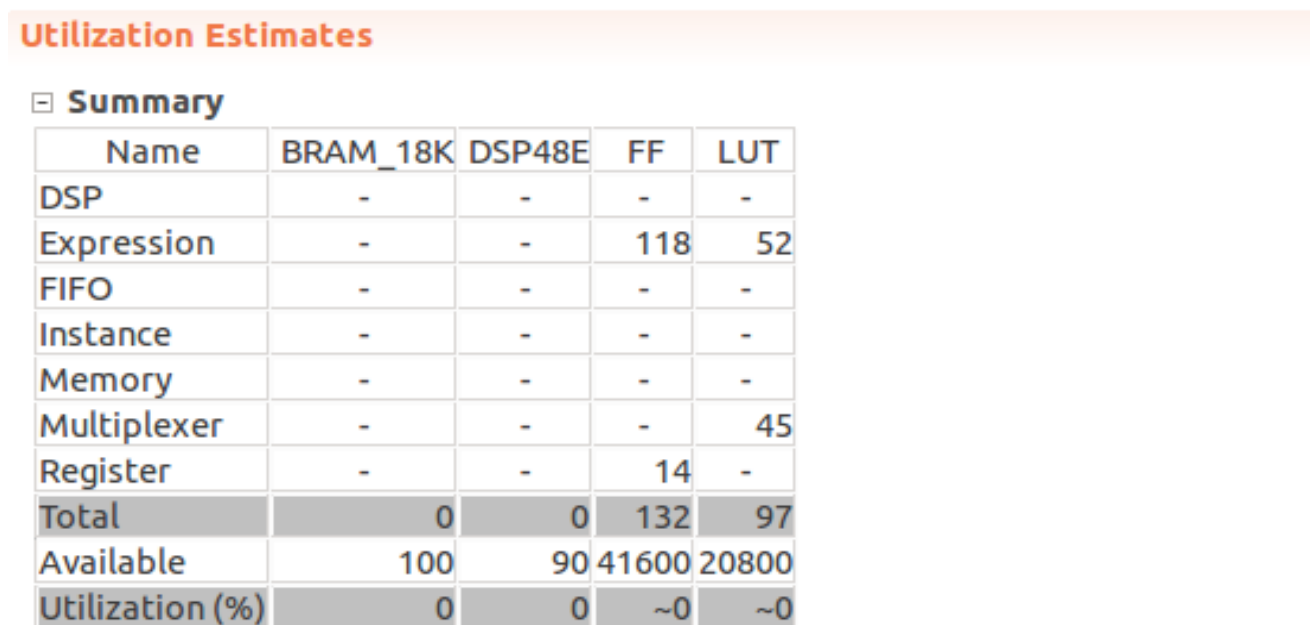 Utilization Estimates
Summary
Name BRAM_18K DSP48E FF LUT
DSP - - - -
Expression - - 118 52
FIFO - - - -
Instance - - - -
Memory - - - -
Multiplexer - - - 45
Register - - 14 -
Total 0 0 132 97
Available 100 90 41600 20800
Utilization (%) 0 0 ~0 ~0